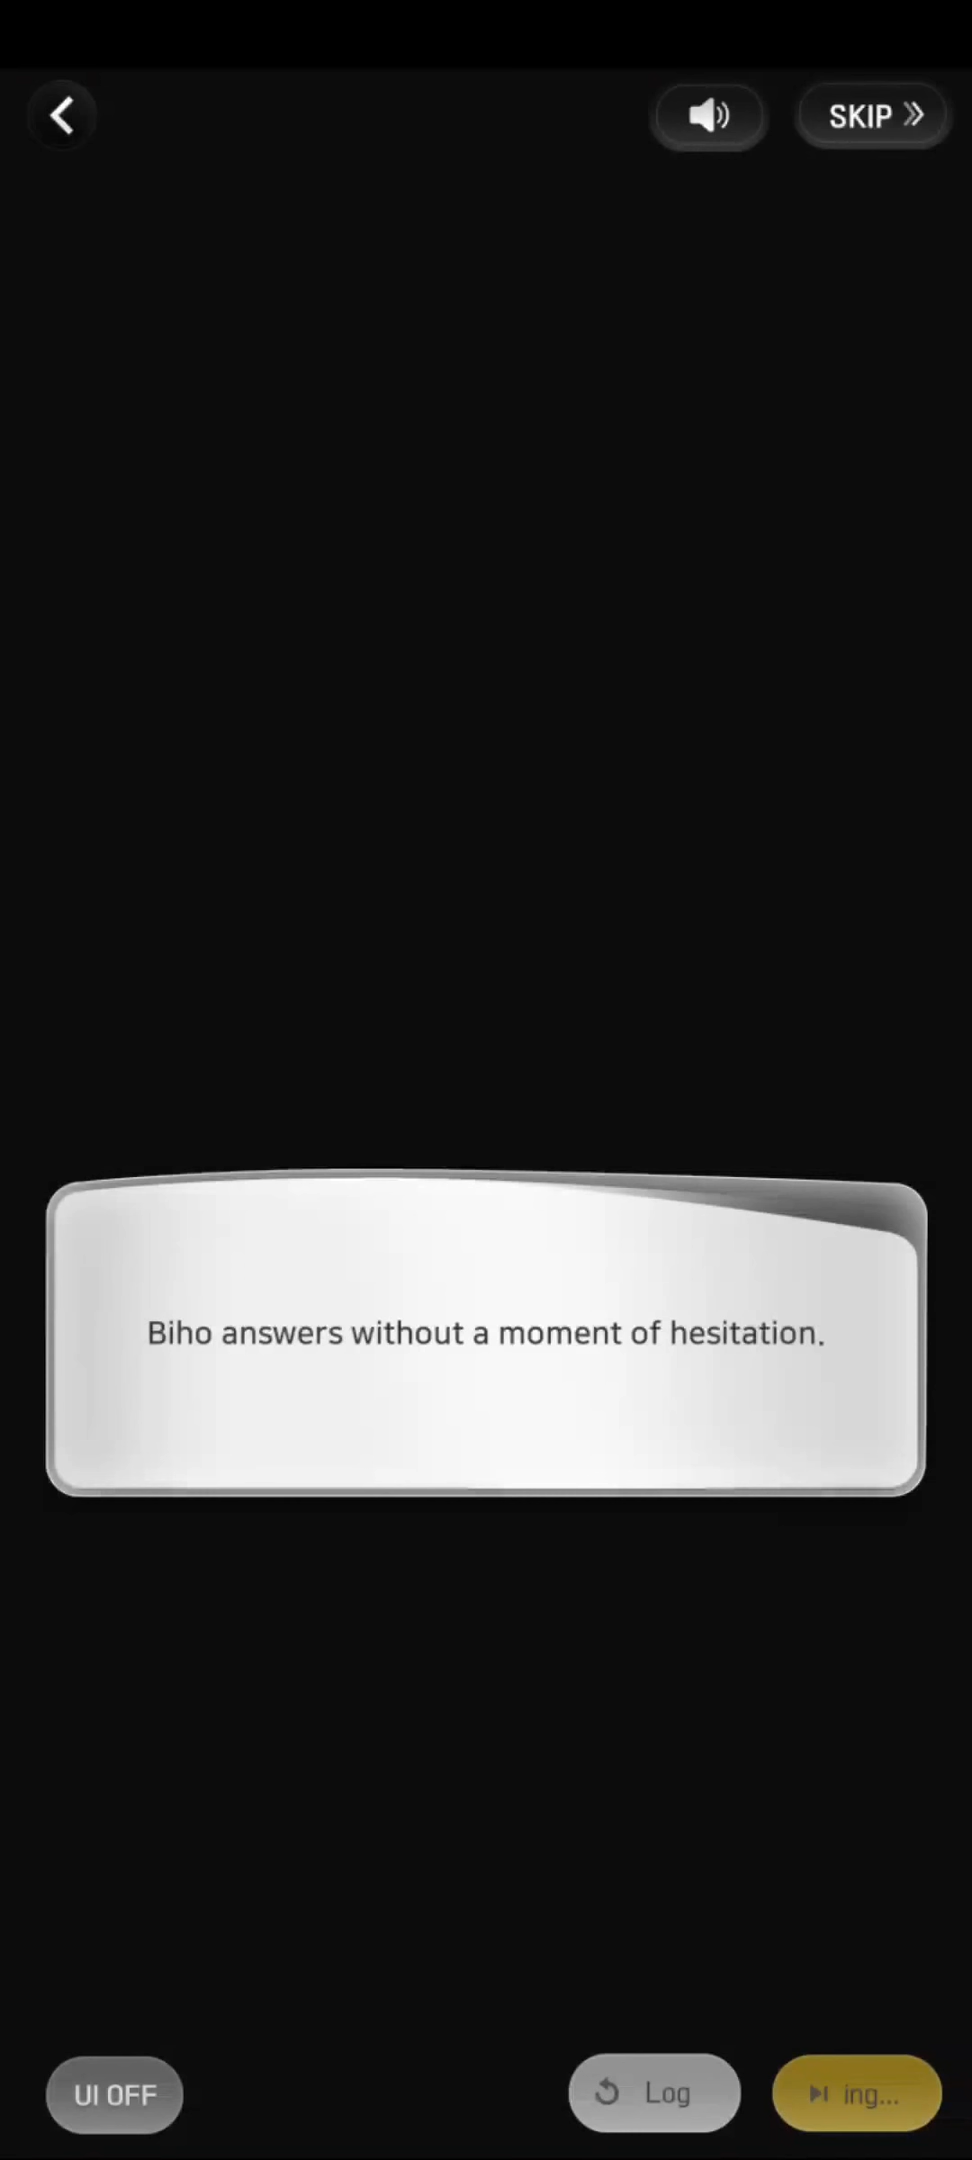 SKIP
Biho answers without a moment of hesitation.
UI OFF
Log
ing...